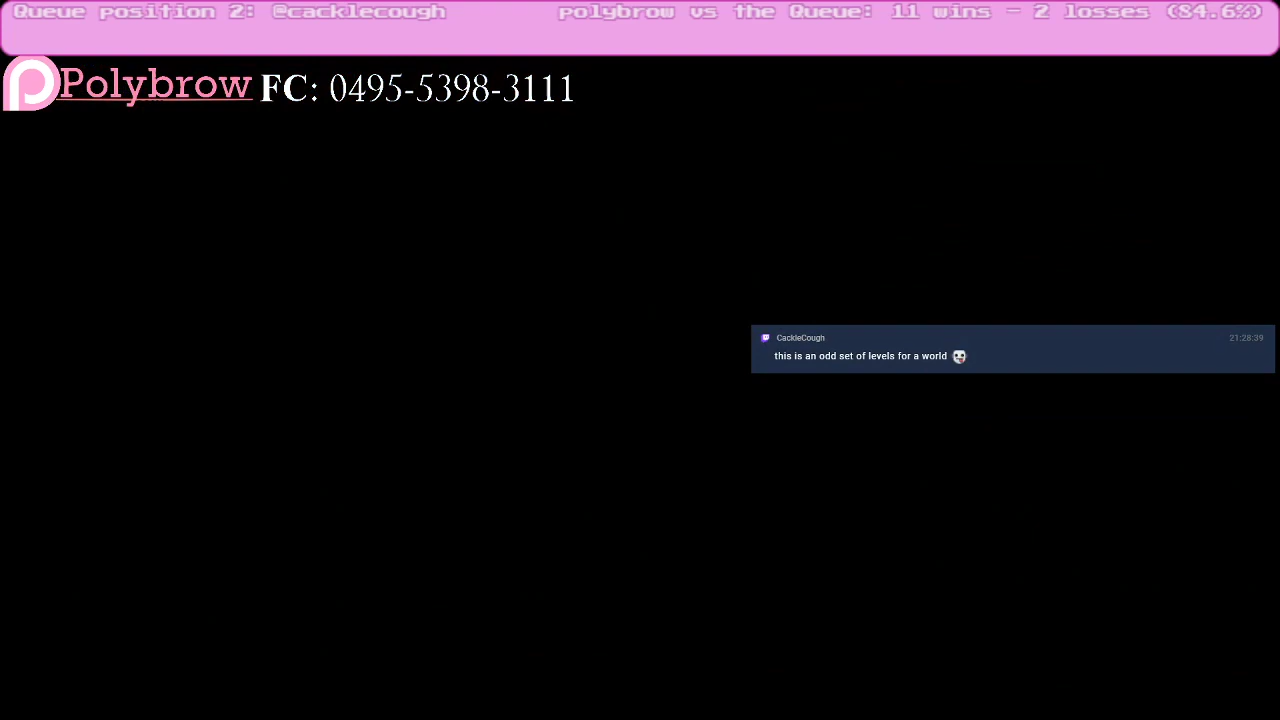 Queue position 2: @cacklecough polybrow vs the Queue: 11 wins - 2 losses (84.6%)
Polybrow FC: 0495-5398-3111
CackleCough 21:28:39
this is an odd set of levels for a world